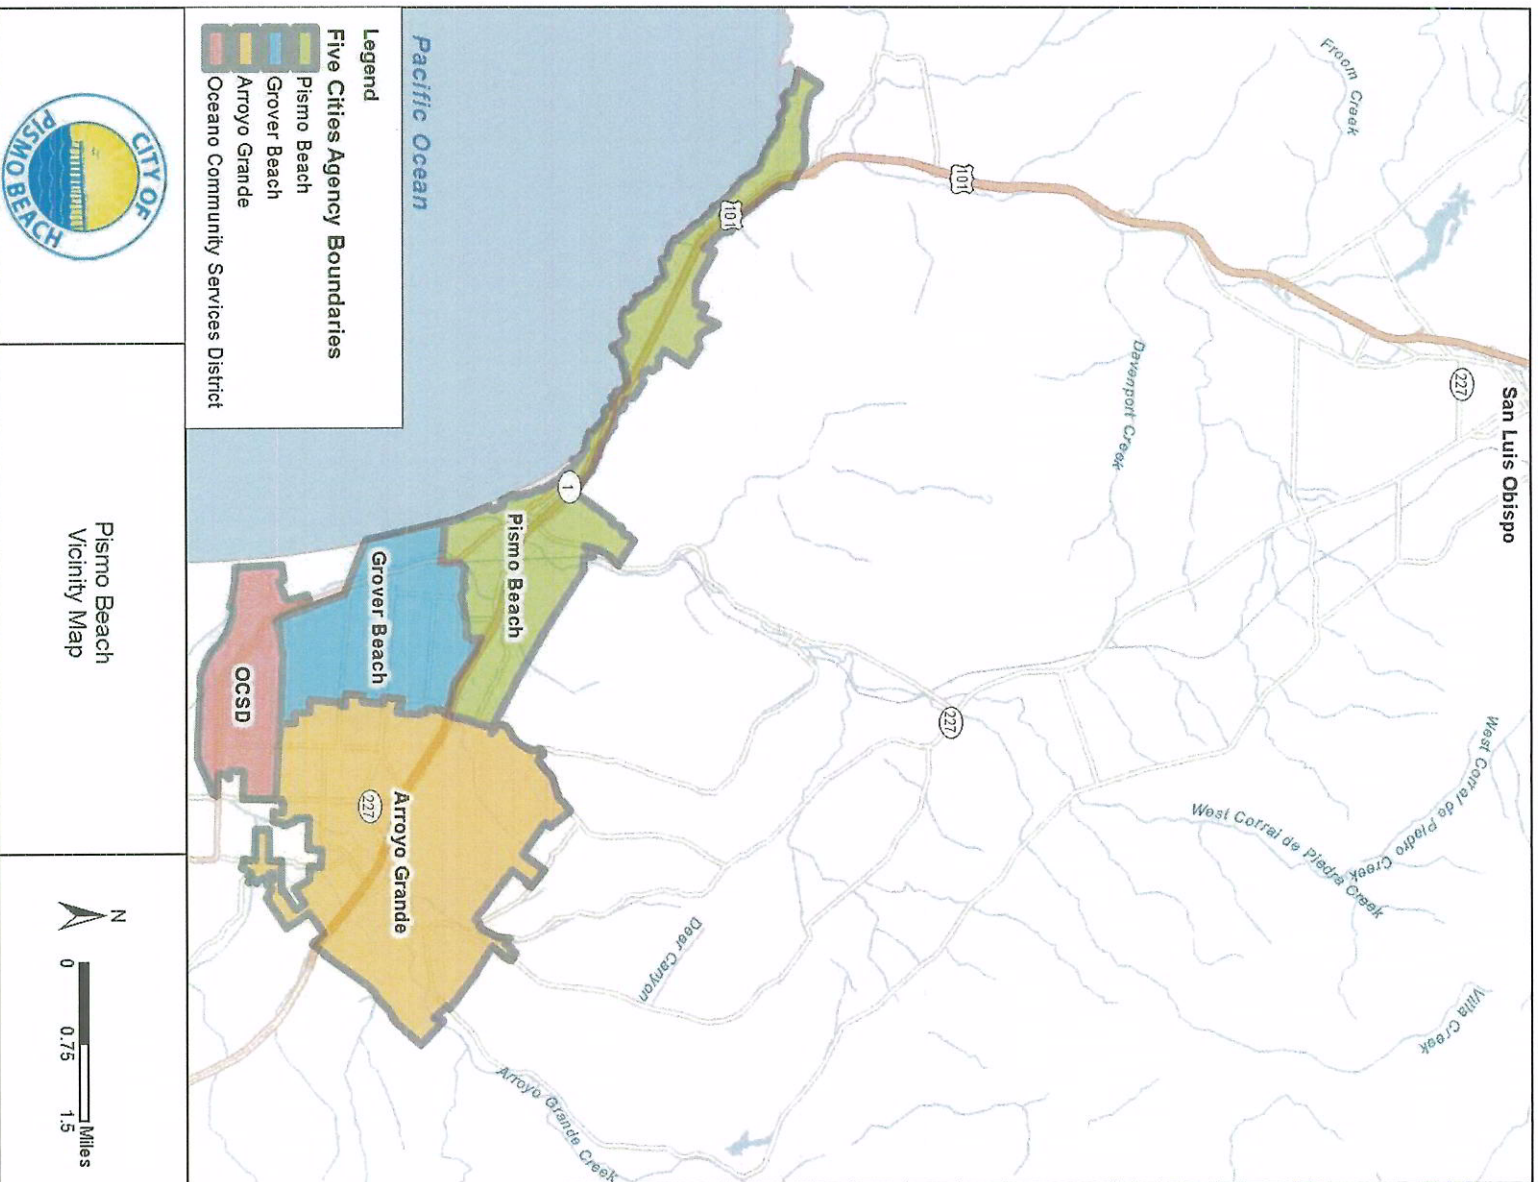 San Luis Obispo
227
Froom Creek
101
101
Davenport Creek
Pacific Ocean
1
Pismo Beach
Grover Beach
OCSD
Arroyo Grande
227
227
West Corral de Piedra Creek
West Corral de Piedra Creek
Villa Creek
Deer Canyon
Arroyo Grande Creek
Legend
Five Cities Agency Boundaries
Pismo Beach
Grover Beach
Arroyo Grande
Oceano Community Services District
CITY OF
PISMO BEACH
Pismo Beach
Vicinity Map
N
0 0.75 1.5
Miles